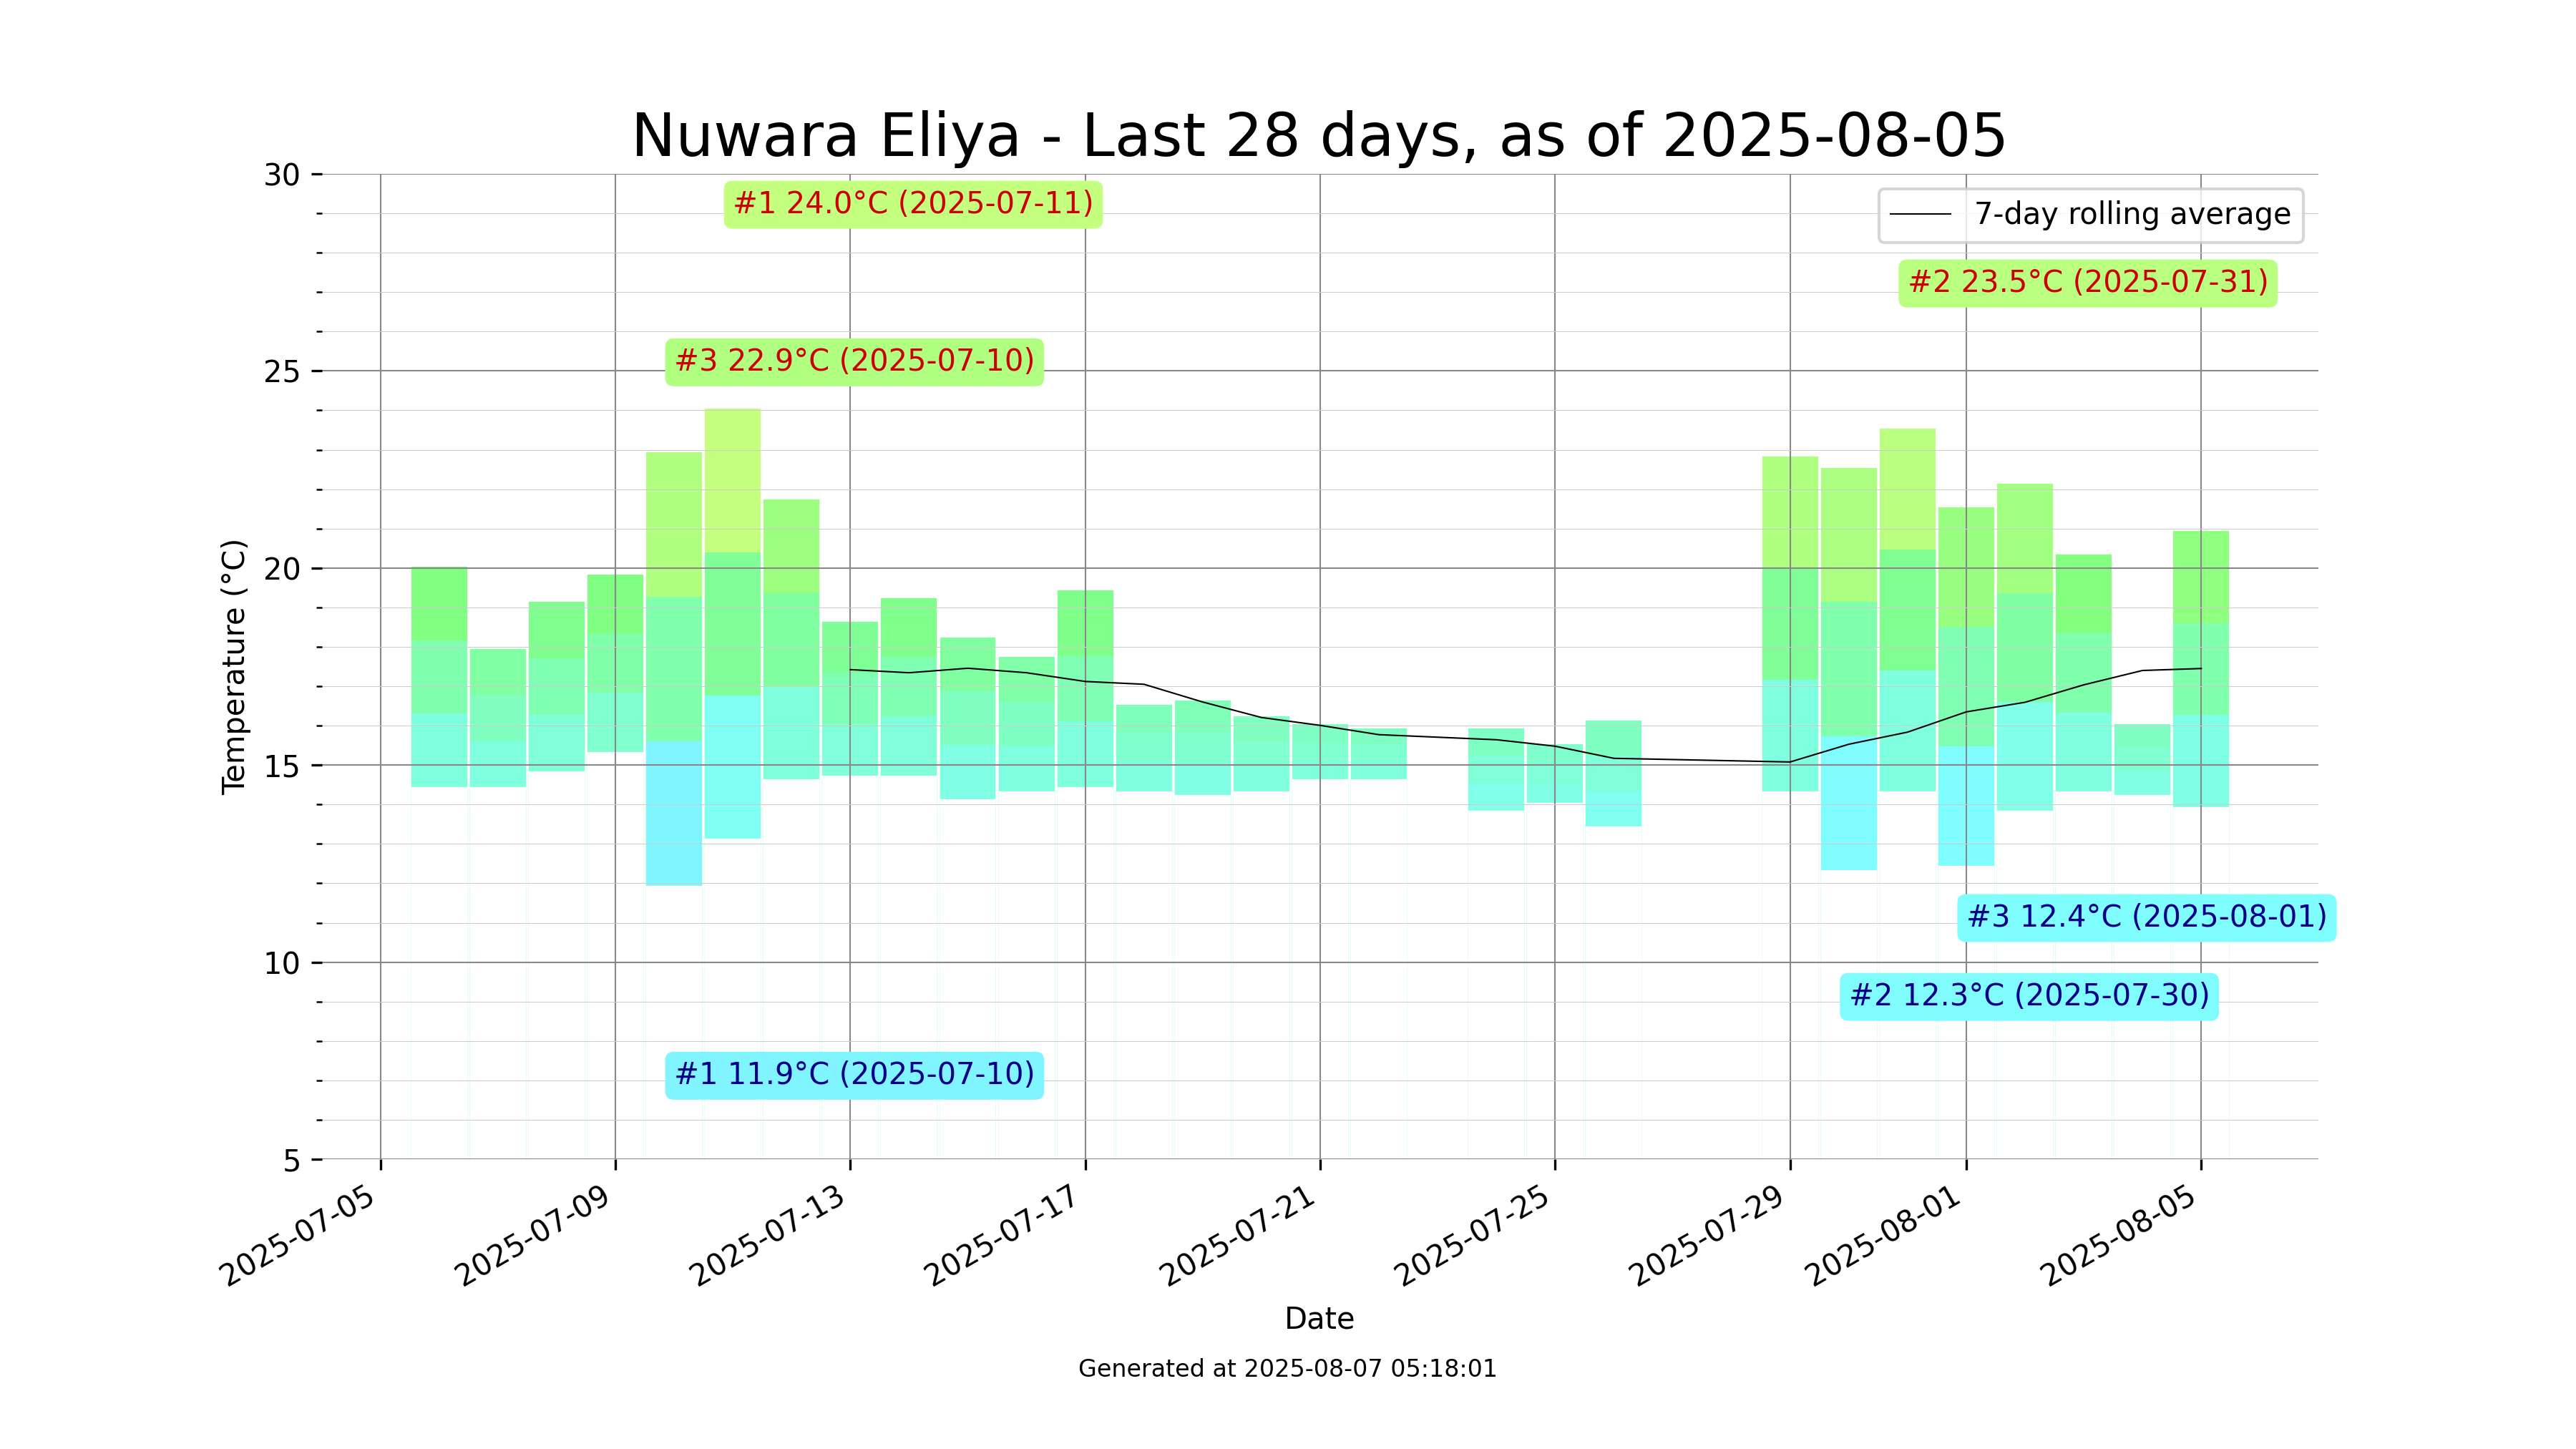 Nuwara Eliya - Last 28 days, as of 2025-08-05
30
25
20
15
10
5
Temperature (°C)
#1 24.0°C (2025-07-11)
7-day rolling average
#2 23.5°C (2025-07-31)
#3 22.9°C (2025-07-10)
#3 12.4°C (2025-08-01)
#2 12.3°C (2025-07-30)
#1 11.9°C (2025-07-10)
2025-07-05
2025-07-09
2025-07-13
2025-07-17
2025-07-21
2025-07-25
2025-07-29
2025-08-01
2025-08-05
Date
Generated at 2025-08-07 05:18:01